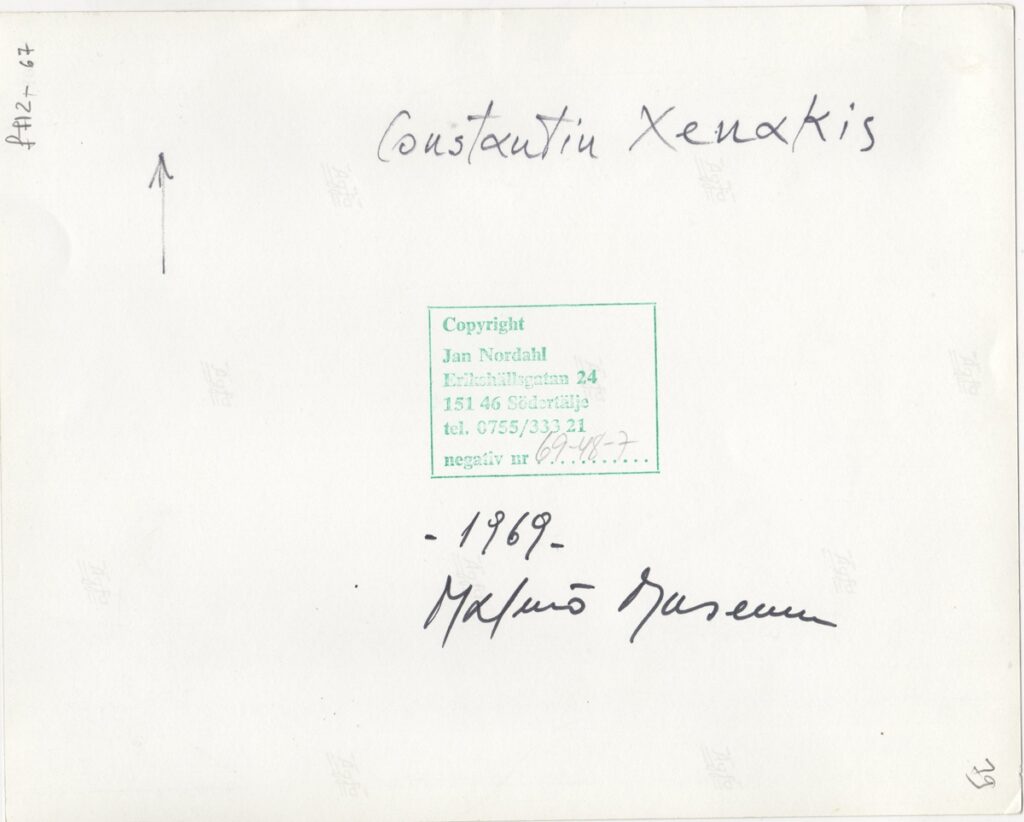 Constantin Xenakis
Copyright
Jan Nordahl
Erikshällsgatan 24
151 46 Södertälje
tel. 0755/333 21
negativ nr 69-48-7
- 1969 -
Malmö Museum